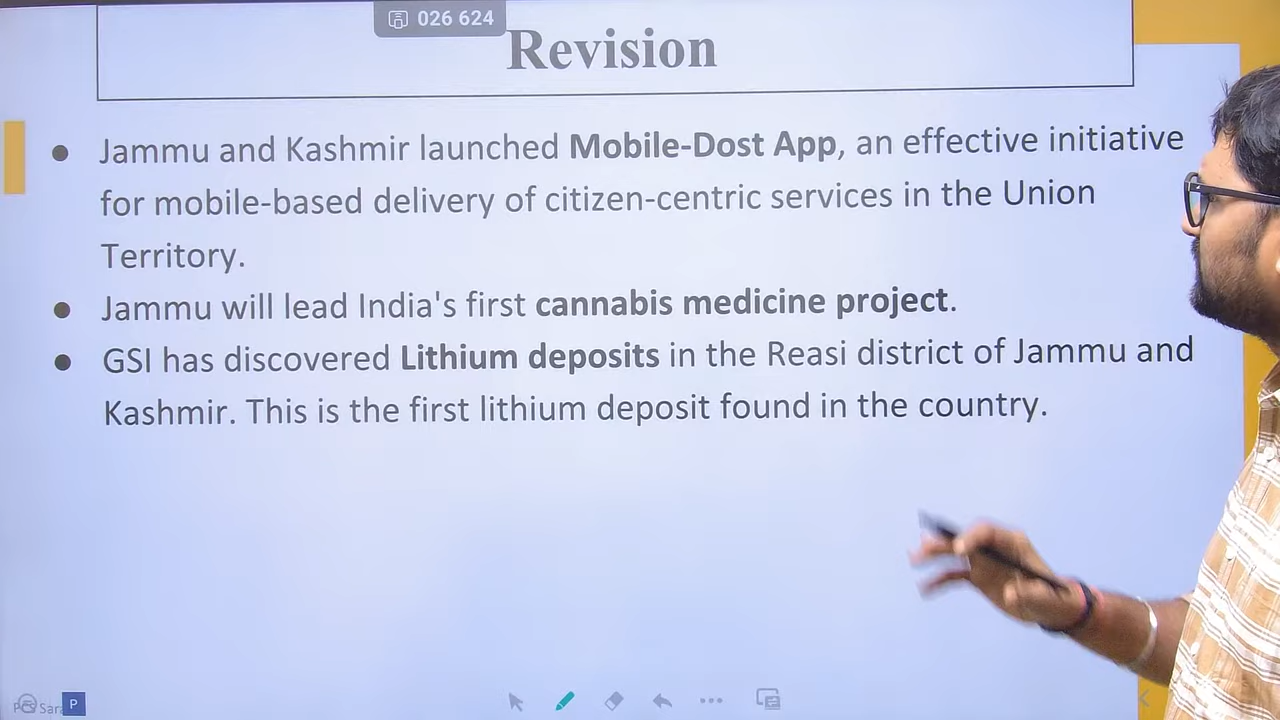 026 624
Revision
● Jammu and Kashmir launched Mobile-Dost App, an effective initiative
for mobile-based delivery of citizen-centric services in the Union
Territory.
● Jammu will lead India's first cannabis medicine project.
● GSI has discovered Lithium deposits in the Reasi district of Jammu and
Kashmir. This is the first lithium deposit found in the country.
P